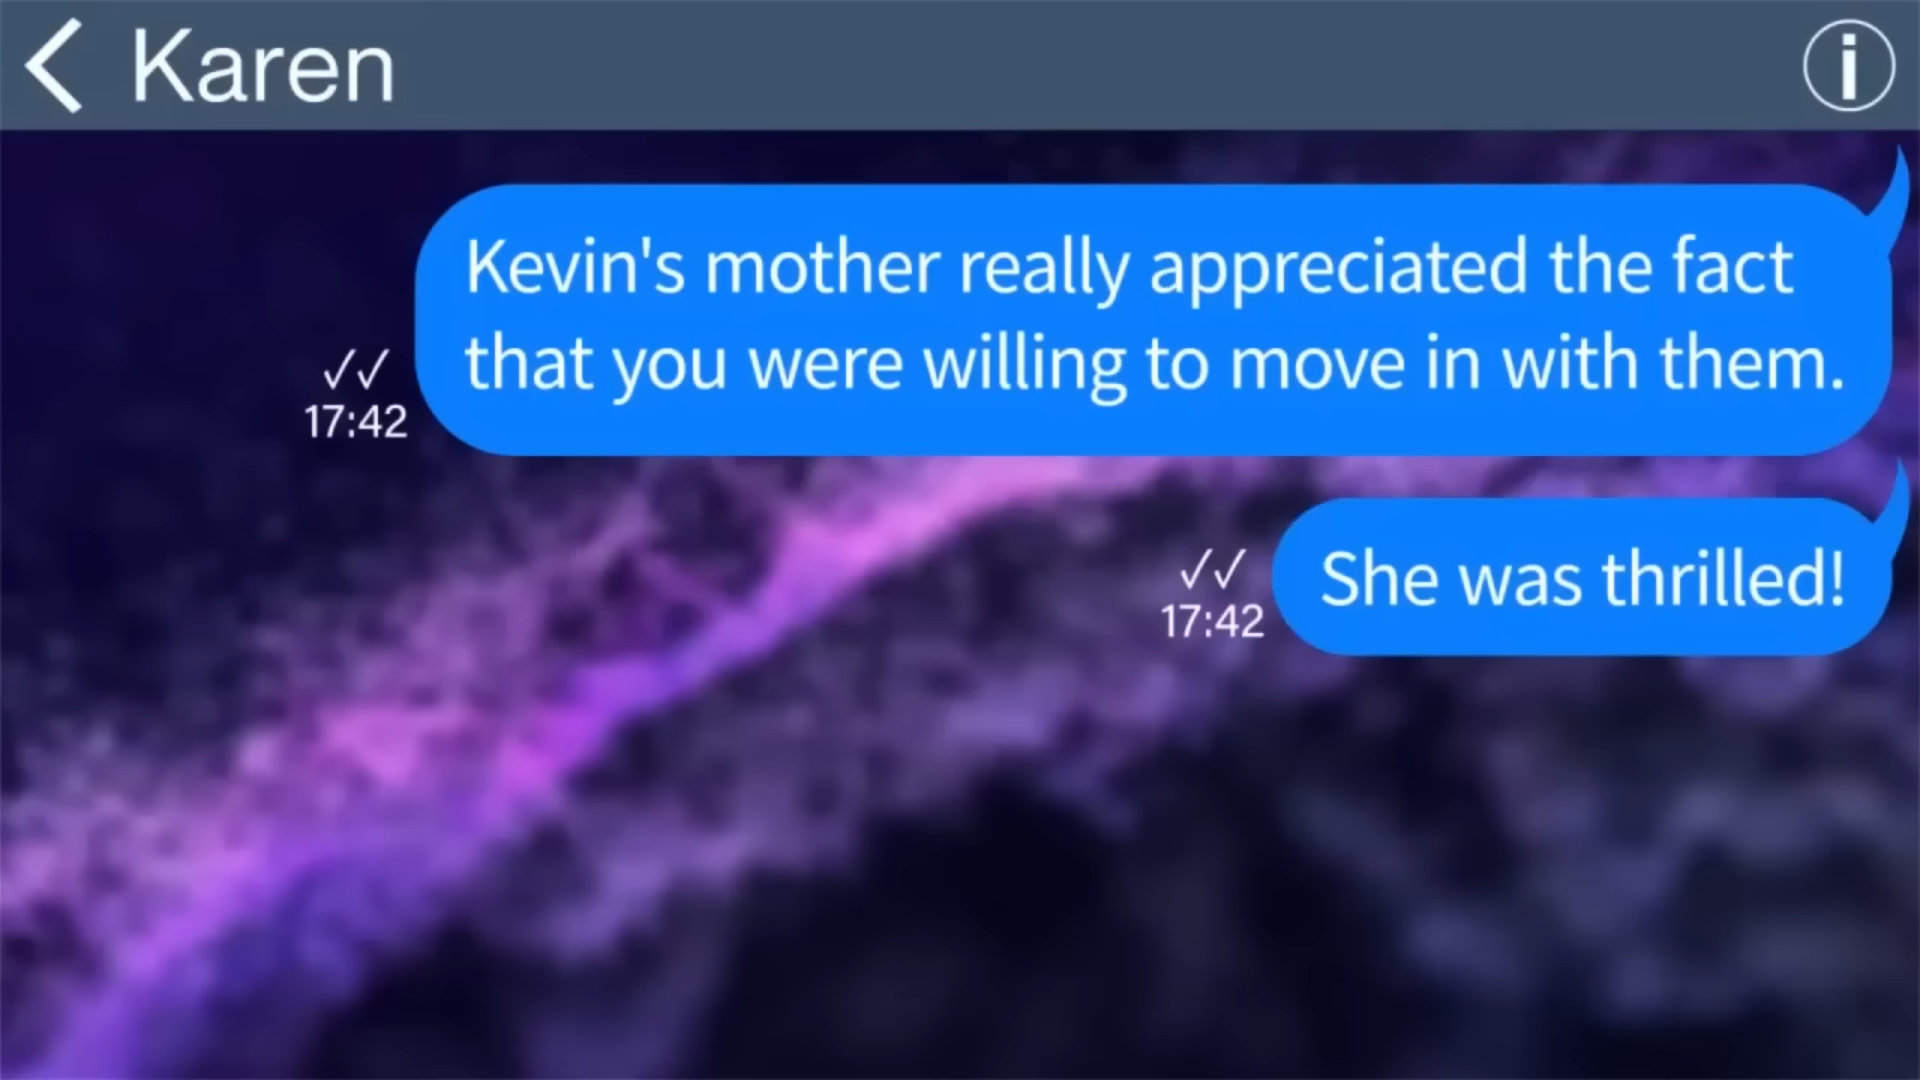 Karen
Kevin's mother really appreciated the fact
that you were willing to move in with them.
17:42
She was thrilled!
17:42